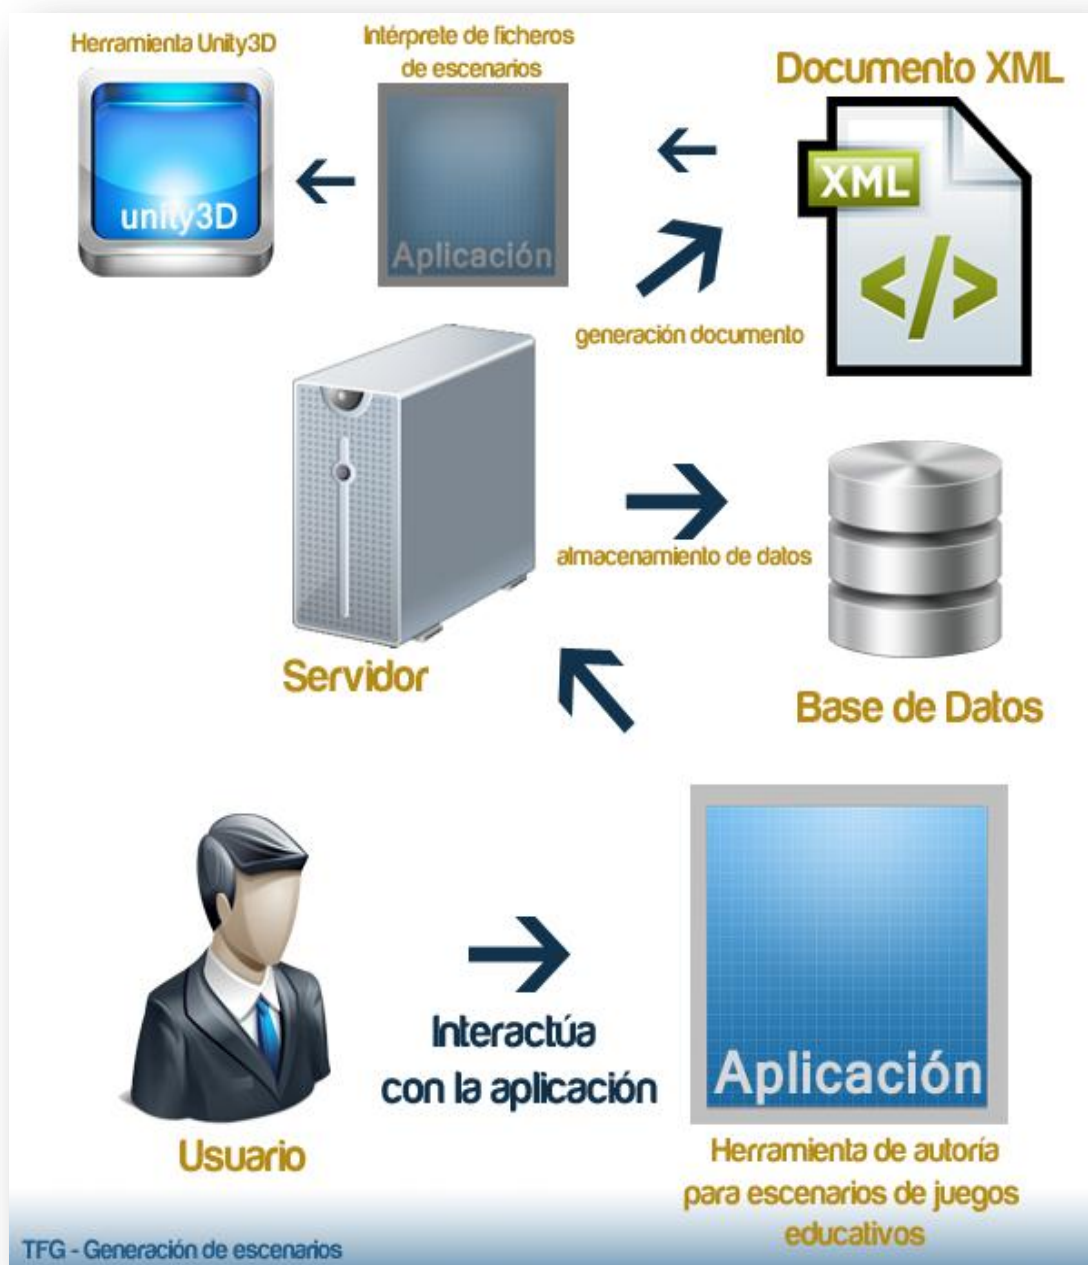 Herramienta Unity3D
Intérprete de ficheros
de escenarios
Documento XML
unity3D
Aplicación
XML
</>
generación documento
almacenamiento de datos
Servidor
Base de Datos
Interactúa
con la aplicación
Aplicación
Usuario
Herramienta de autoría
para escenarios de juegos
educativos
TFG - Generación de escenarios